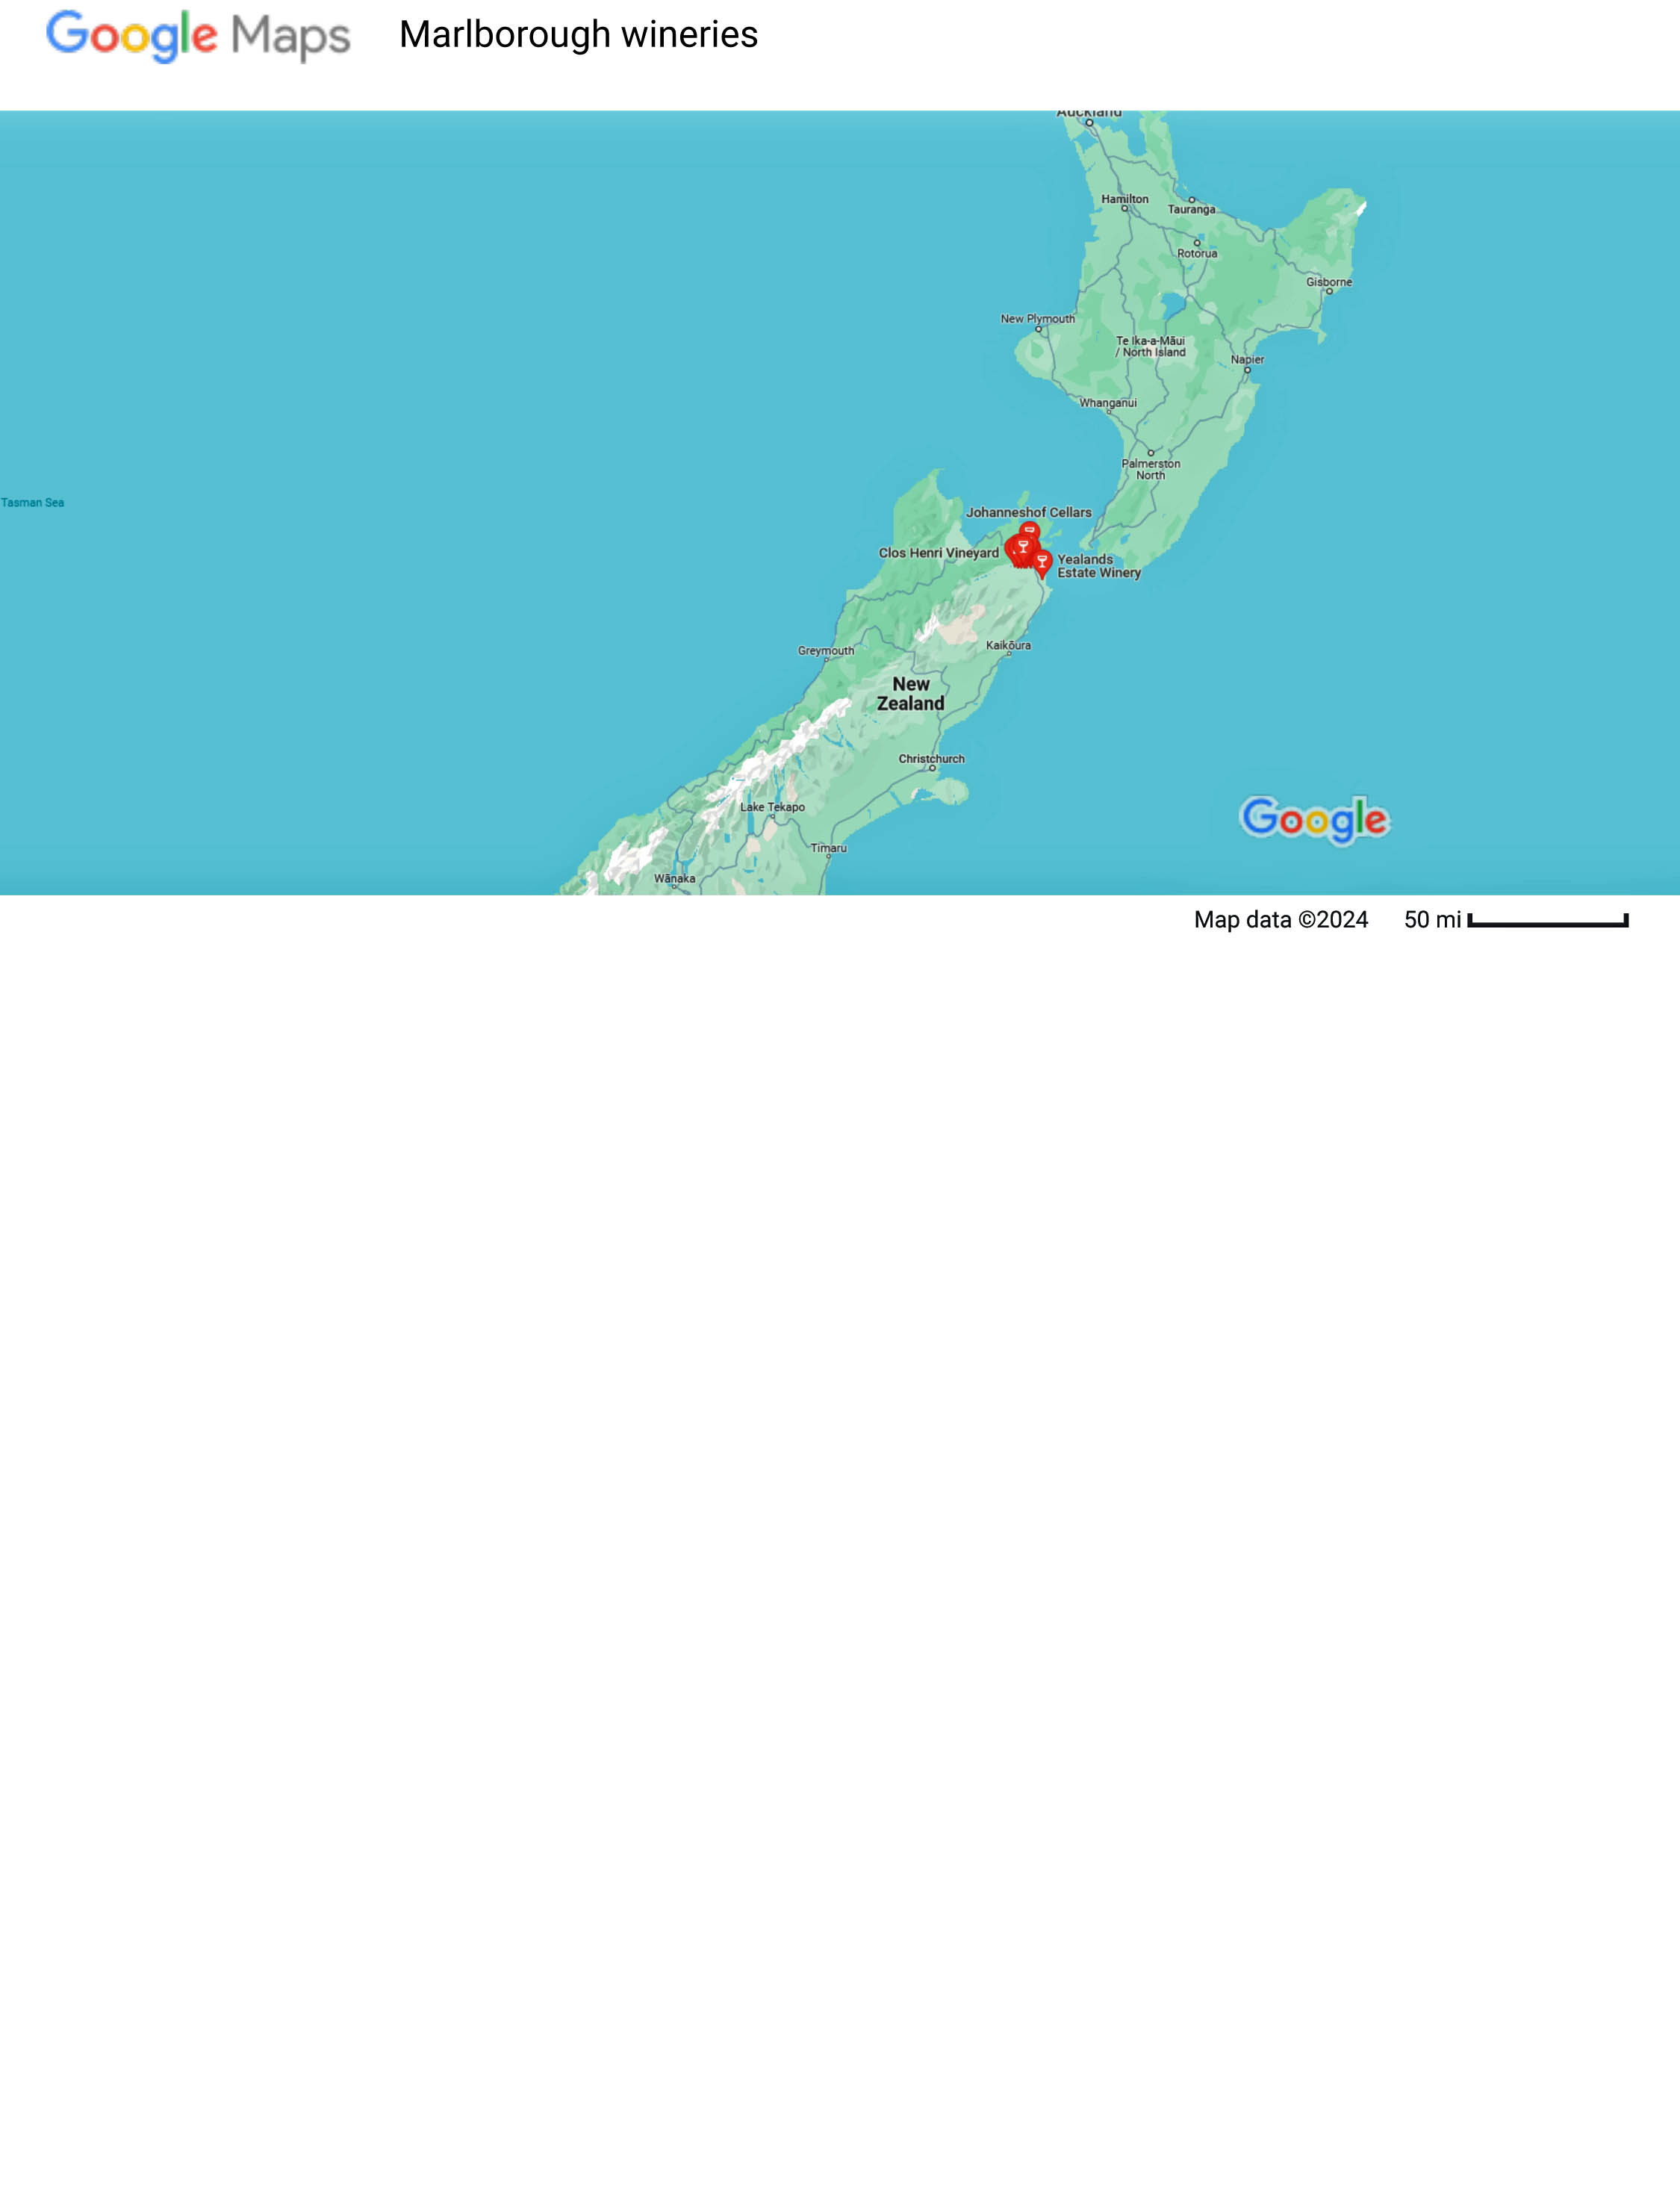 Google Maps Marlborough wineries
Auckland
Hamilton
Tauranga
Rotorua
Gisborne
New Plymouth
Te Ika-a-Māui
/ North Island
Napier
Whanganui
Palmerston
North
Tasman Sea
Johanneshof Cellars
Clos Henri Vineyard
Yealands
Estate Winery
Greymouth
Kaikōura
New
Zealand
Christchurch
Lake Tekapo
Google
Timaru
Wānaka
Map data ©2024 50 mi